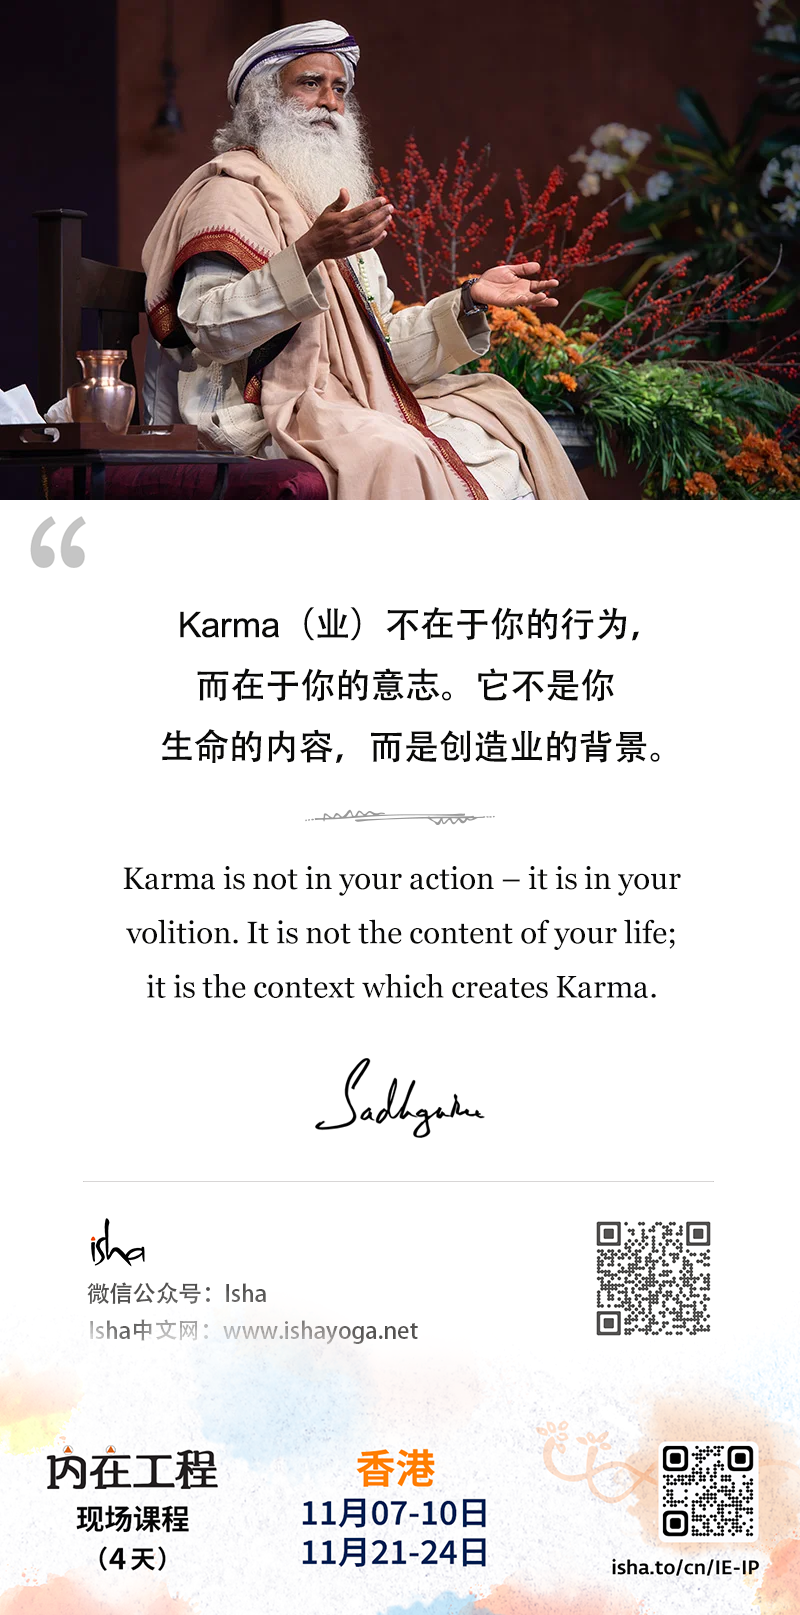 “
Karma（业）不在于你的行为，
而在于你的意志。它不是你
生命的内容，而是创造业的背景。
Karma is not in your action – it is in your
volition. It is not the content of your life;
it is the context which creates Karma.
Sadhguru
isha
微信公众号：Isha
Isha中文网：www.ishayoga.net
内在工程
现场课程
（4天）
香港
11月07-10日
11月21-24日
isha.to/cn/IE-IP